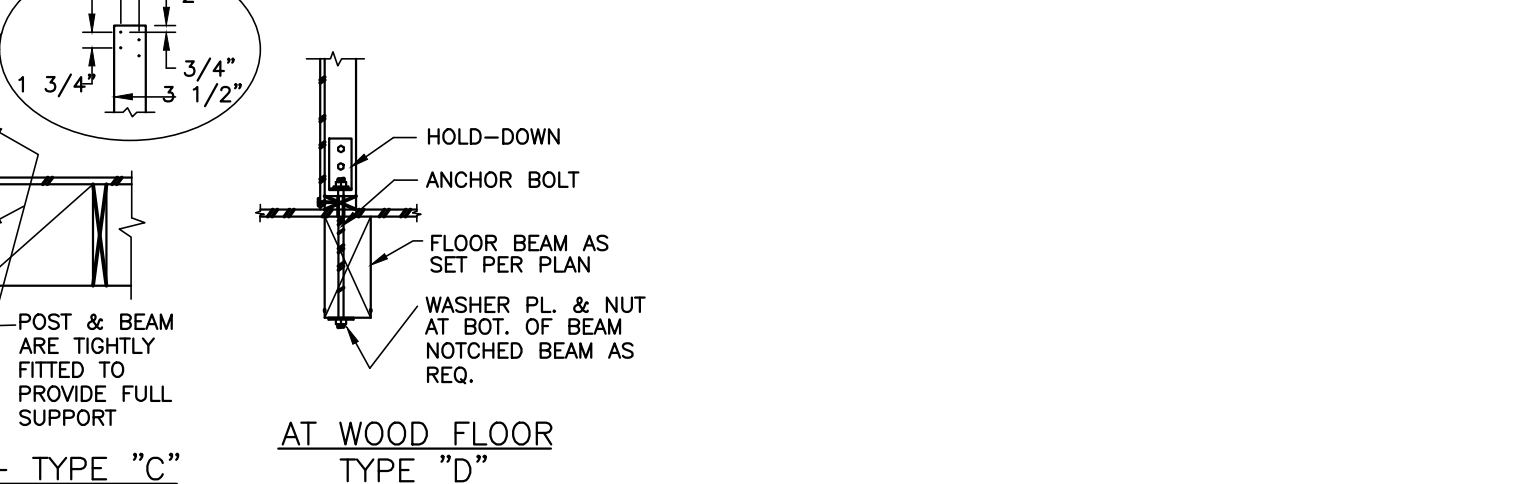 3/4"
1 3/4"
3 1/2"
HOLD-DOWN
ANCHOR BOLT
FLOOR BEAM AS
SET PER PLAN
WASHER PL. & NUT
AT BOT. OF BEAM
NOTCHED BEAM AS
REQ.
POST & BEAM
ARE TIGHTLY
FITTED TO
PROVIDE FULL
SUPPORT
AT WOOD FLOOR
TYPE "D"
- TYPE "C"